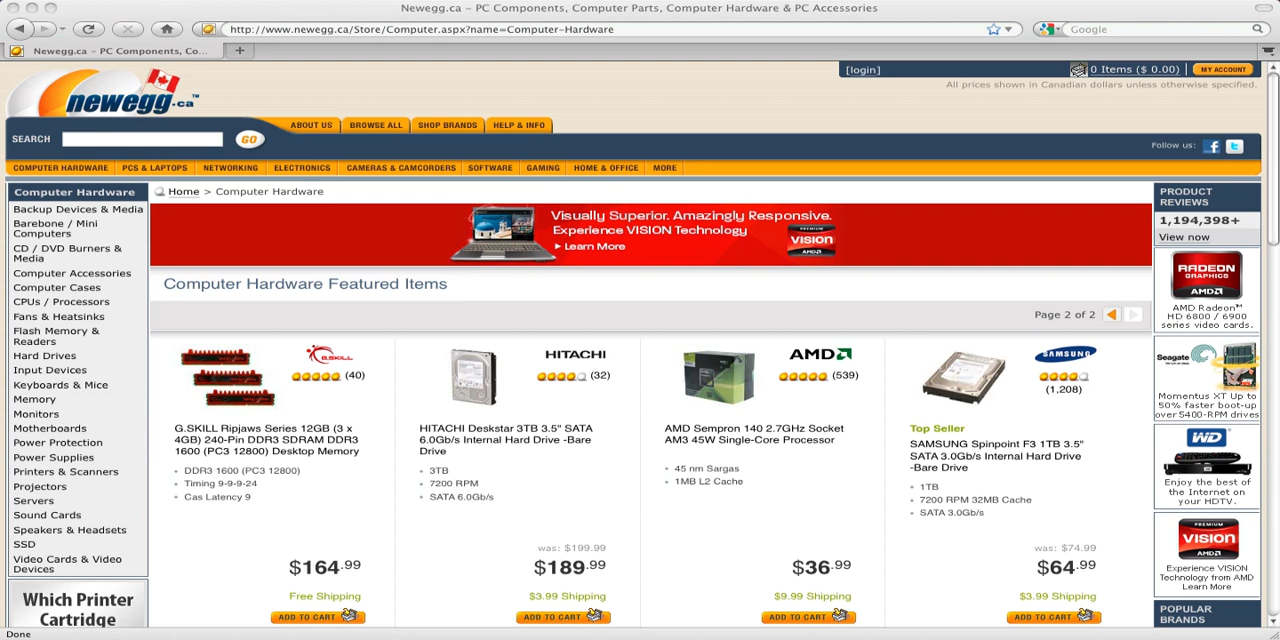 Newegg.ca - PC Components, Computer Parts, Computer Hardware & PC Accessories
http://www.newegg.ca/Store/Computer.aspx?name=Computer-Hardware
Google
Newegg.ca - PC Components, Co...
+
newegg.ca™
[login]
0 Items ($ 0.00)
MY ACCOUNT
All prices shown in Canadian dollars unless otherwise specified.
ABOUT US
BROWSE ALL
SHOP BRANDS
HELP & INFO
SEARCH
GO
Follow us:
COMPUTER HARDWARE
PCS & LAPTOPS
NETWORKING
ELECTRONICS
CAMERAS & CAMCORDERS
SOFTWARE
GAMING
HOME & OFFICE
MORE
Computer Hardware
Backup Devices & Media
Barebone / Mini
Computers
CD / DVD Burners &
Media
Computer Accessories
Computer Cases
CPUs / Processors
Fans & Heatsinks
Flash Memory &
Readers
Hard Drives
Input Devices
Keyboards & Mice
Memory
Monitors
Motherboards
Power Protection
Power Supplies
Printers & Scanners
Projectors
Servers
Sound Cards
Speakers & Headsets
SSD
Video Cards & Video
Devices
Which Printer
Cartridge
Home > Computer Hardware
Visually Superior. Amazingly Responsive.
Experience VISION Technology
Learn More
PREMIUM
VISION
AMD
Computer Hardware Featured Items
Page 2 of 2
G.SKILL
(40)
G.SKILL Ripjaws Series 12GB (3 x
4GB) 240-Pin DDR3 SDRAM DDR3
1600 (PC3 12800) Desktop Memory
DDR3 1600 (PC3 12800)
Timing 9-9-9-24
Cas Latency 9
$164.99
Free Shipping
ADD TO CART
HITACHI
(32)
HITACHI Deskstar 3TB 3.5" SATA
6.0Gb/s Internal Hard Drive -Bare
Drive
3TB
7200 RPM
SATA 6.0Gb/s
was: $199.99
$189.99
$3.99 Shipping
ADD TO CART
AMD
(539)
AMD Sempron 140 2.7GHz Socket
AM3 45W Single-Core Processor
45 nm Sargas
1MB L2 Cache
$36.99
$9.99 Shipping
ADD TO CART
SAMSUNG
(1,208)
Top Seller
SAMSUNG Spinpoint F3 1TB 3.5"
SATA 3.0Gb/s Internal Hard Drive
-Bare Drive
1TB
7200 RPM 32MB Cache
SATA 3.0Gb/s
was: $74.99
$64.99
$3.99 Shipping
ADD TO CART
PRODUCT
REVIEWS
1,194,398+
View now
RADEON
GRAPHICS
AMD
AMD Radeon™
HD 6800 / 6900
series video cards.
Seagate
Momentus XT Up to
50% faster boot-up
over 5400-RPM drives
WD
Enjoy the best of
the Internet on
your HDTV.
PREMIUM
VISION
AMD
Experience VISION
Technology from AMD
Learn More
POPULAR
BRANDS
Done